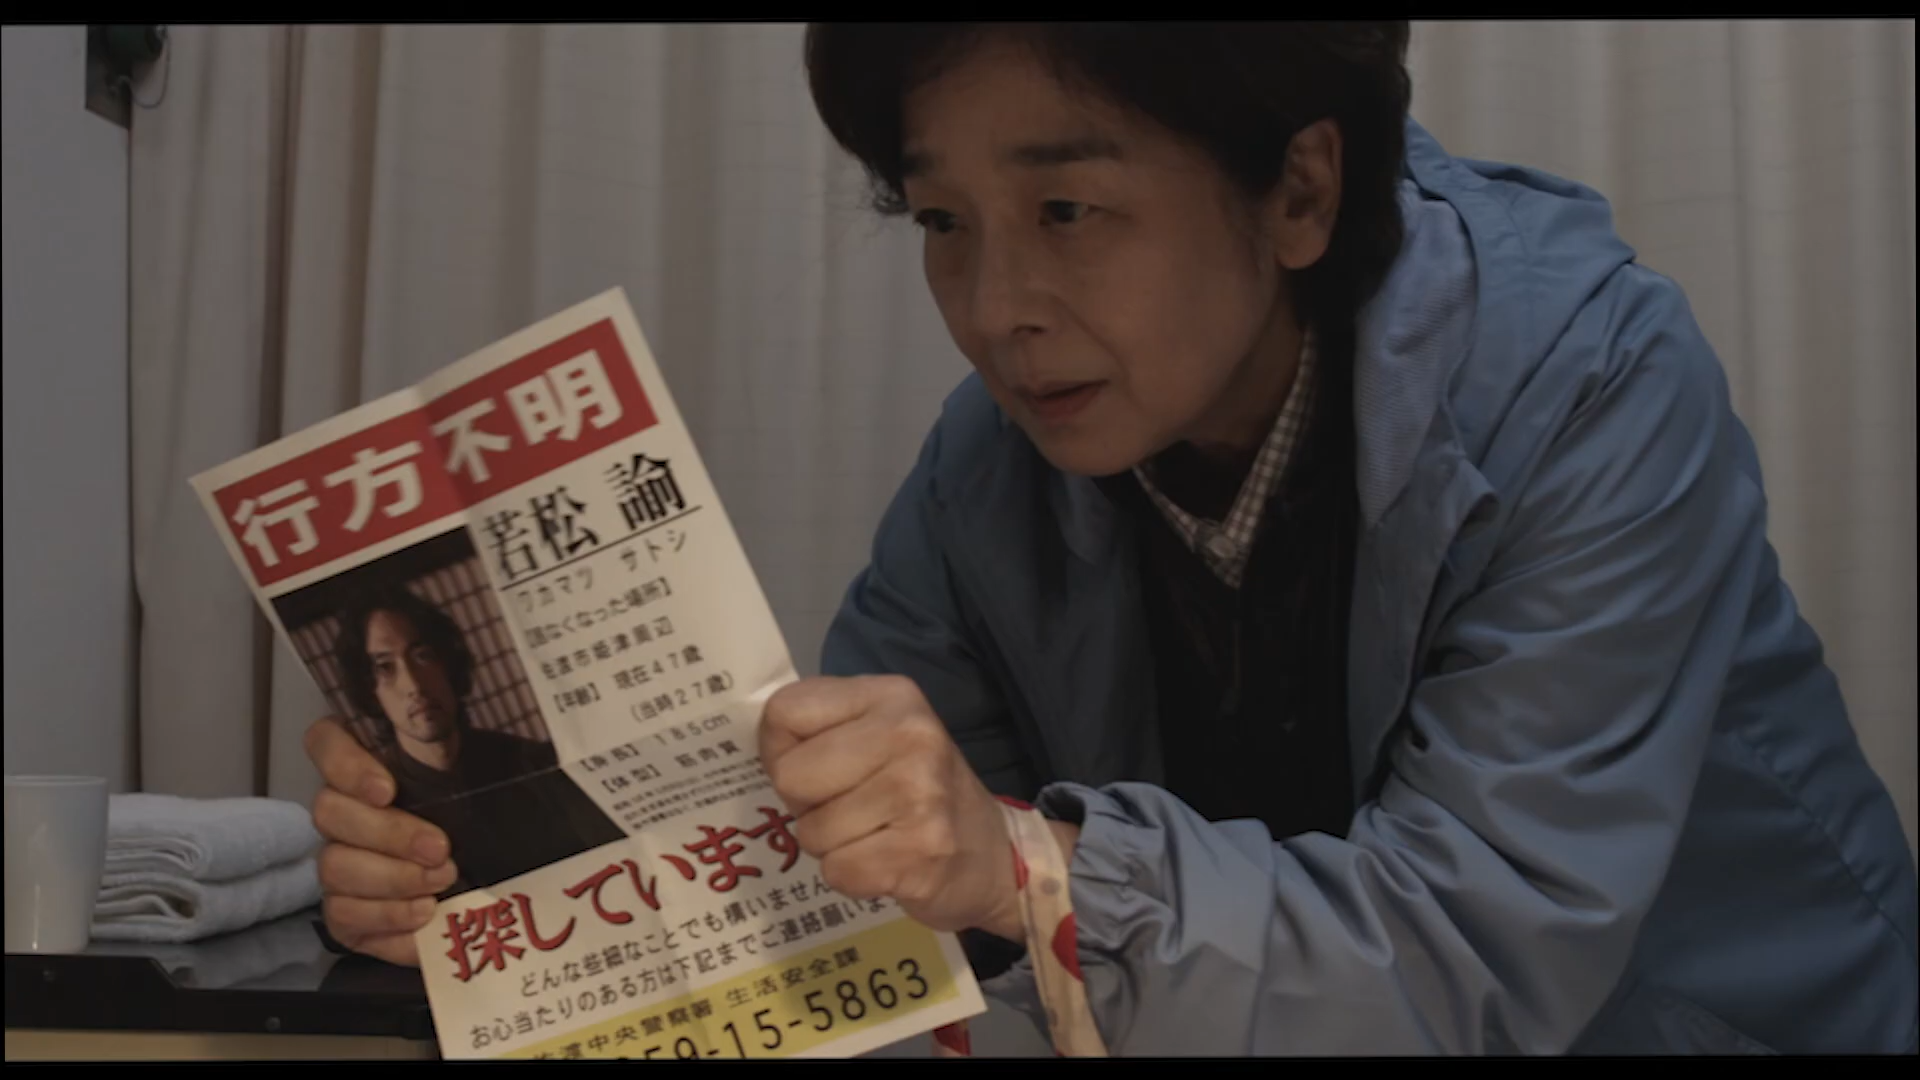 行方不明
若松 諭
ワカマツ サトシ
【居なくなった場所】
佐渡市姫津周辺
【年齢】 現在47歳
（当時27歳）
【身長】 185cm
【体型】 筋肉質
探しています
どんな些細なことでも構いません
お心当たりのある方は下記までご連絡願います
佐渡中央警察署 生活安全課
259-15-5863